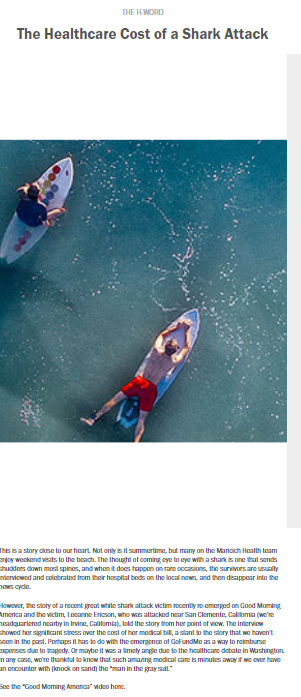 THE H-WORD
The Healthcare Cost of a Shark Attack
This is a story close to our heart. Not only is it summertime, but many on the Maricich Health team
enjoy weekend visits to the beach. The thought of coming eye to eye with a shark is one that sends
shudders down most spines, and when it does happen on rare occasions, the survivors are usually
interviewed and celebrated from their hospital beds on the local news, and then disappear into the
news cycle.
However, the story of a recent great white shark attack victim recently re-emerged on Good Morning
America and the victim, Leeanne Ericson, who was attacked near San Clemente, California (we're
headquartered nearby in Irvine, California), told the story from her point of view. The interview
showed her significant stress over the cost of her medical bill, a slant to the story that we haven't
seen in the past. Perhaps it has to do with the emergence of GoFundMe as a way to reimburse
expenses due to tragedy. Or maybe it was a timely angle due to the healthcare debate in Washington.
In any case, we're thankful to know that such amazing medical care is minutes away if we ever have
an encounter with (knock on sand) the "man in the gray suit."
See the "Good Morning America" video here.